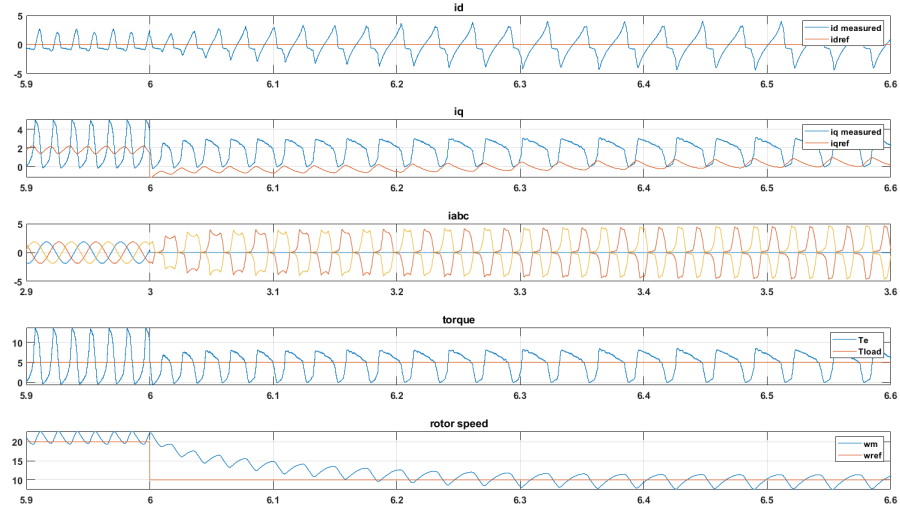 id
5
0
-5
id measured
idref
5.9 6 6.1 6.2 6.3 6.4 6.5 6.6
iq
4
2
0
iq measured
iqref
5.9 6 6.1 6.2 6.3 6.4 6.5 6.6
iabc
5
0
-5
2.9 3 3.1 3.2 3.3 3.4 3.5 3.6
torque
10
5
0
Te
Tload
5.9 6 6.1 6.2 6.3 6.4 6.5 6.6
rotor speed
20
15
10
wm
wref
5.9 6 6.1 6.2 6.3 6.4 6.5 6.6